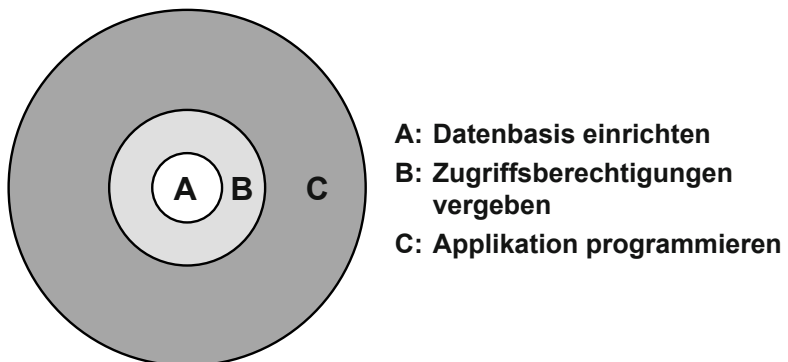 A B C
A: Datenbasis einrichten
B: Zugriffsberechtigungen
vergeben
C: Applikation programmieren